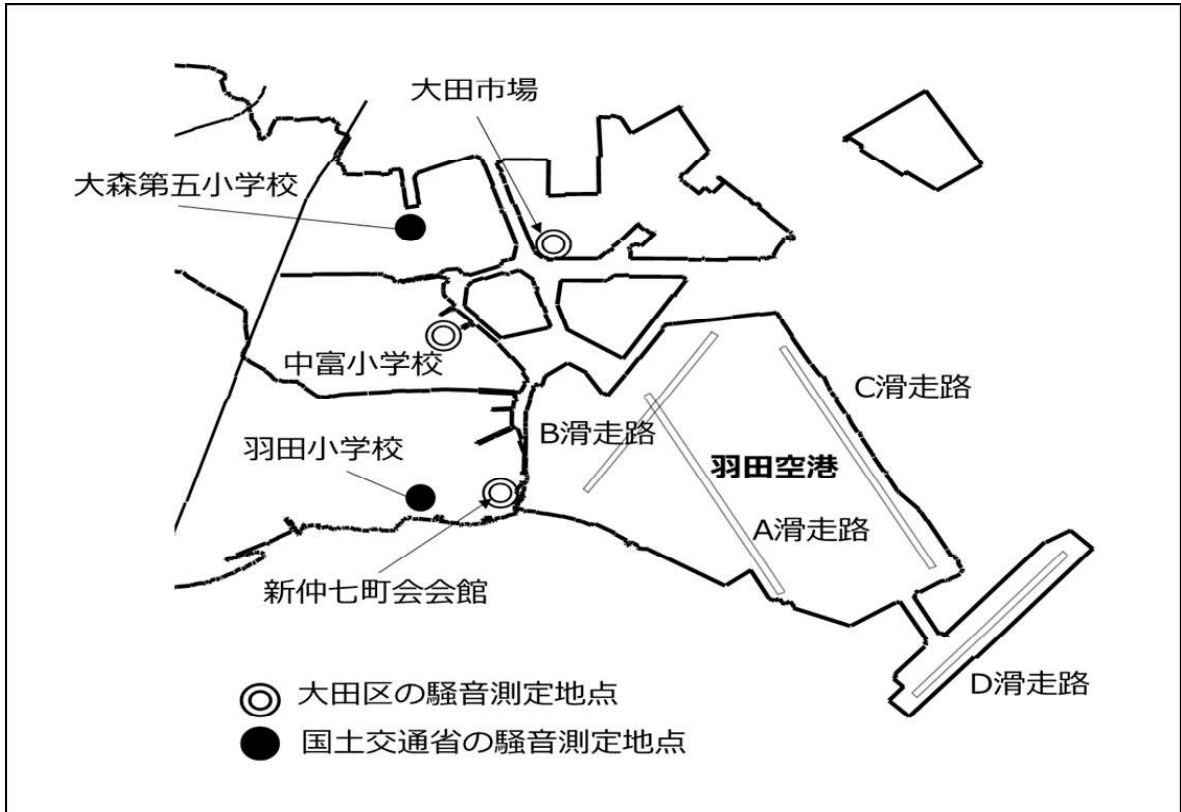 大田市場
大森第五小学校
中富小学校
C滑走路
B滑走路
羽田小学校
羽田空港
A滑走路
新仲七町会会館
D滑走路
大田区の騒音測定地点
国土交通省の騒音測定地点